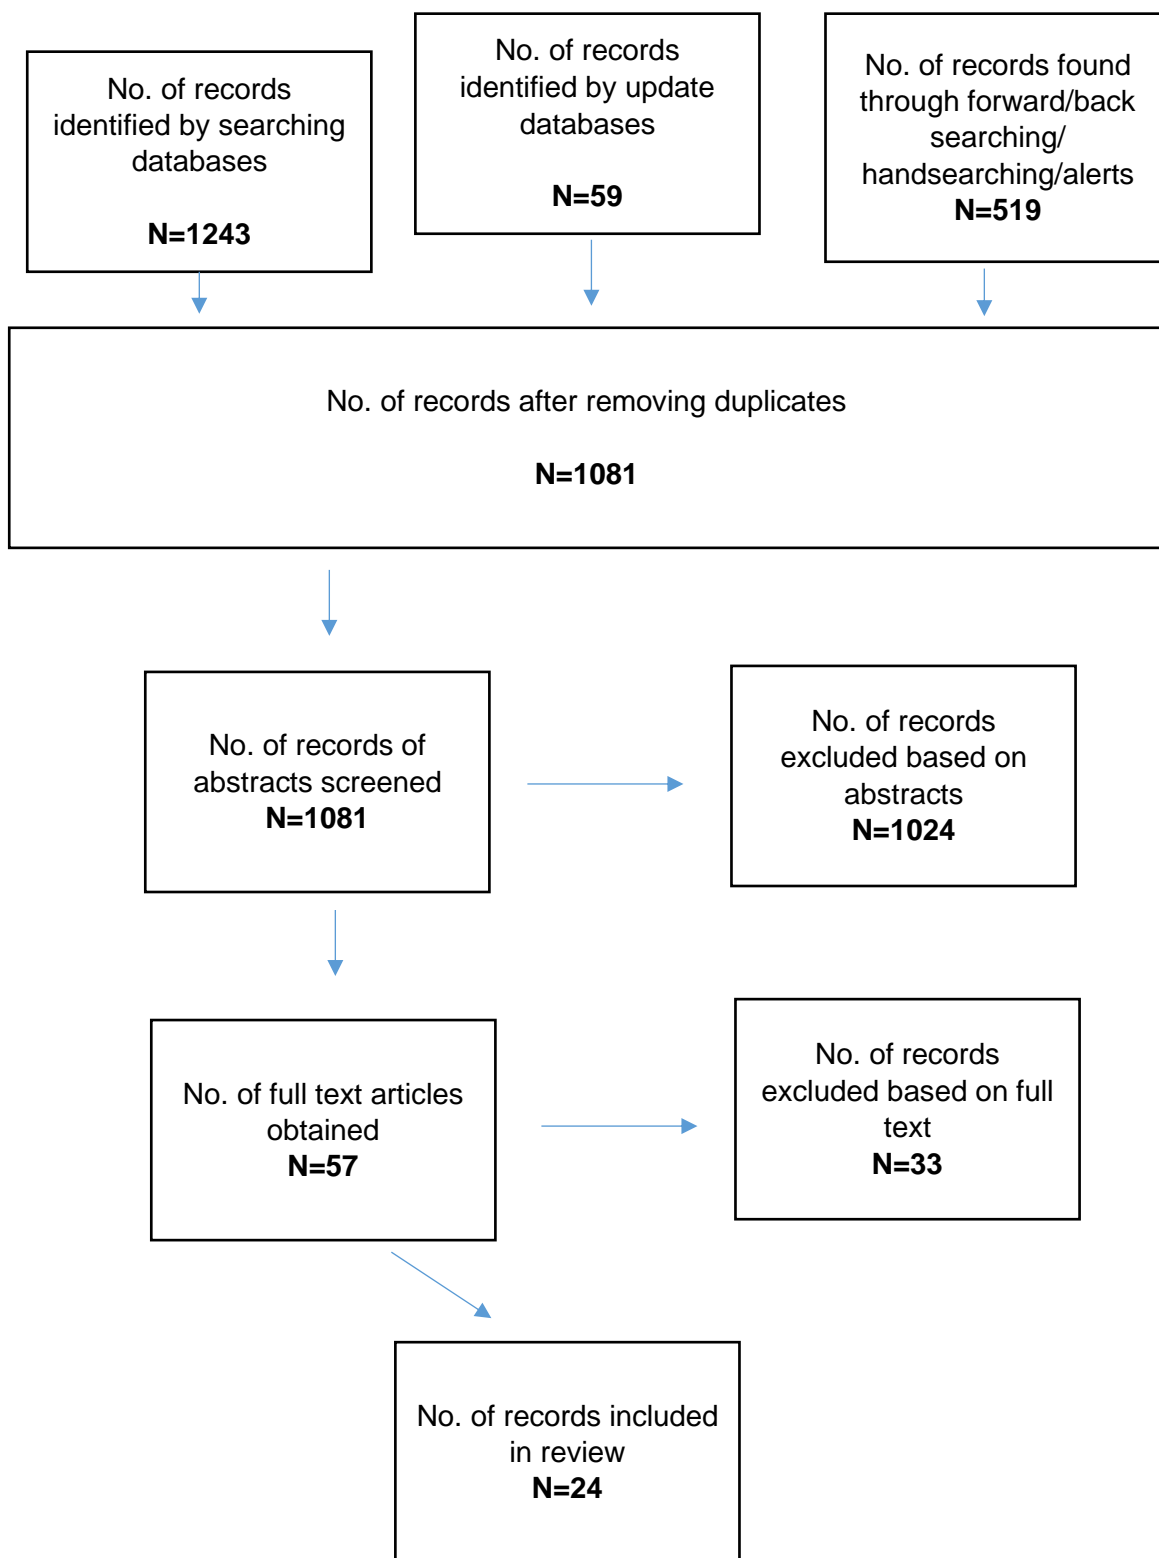 No. of records
identified by searching
databases
N=1243
No. of records
identified by update
databases
N=59
No. of records found
through forward/back
searching/
handsearching/alerts
N=519
No. of records after removing duplicates
N=1081
No. of records of
abstracts screened
N=1081
No. of records
excluded based on
abstracts
N=1024
No. of full text articles
obtained
N=57
No. of records
excluded based on full
text
N=33
No. of records included
in review
N=24